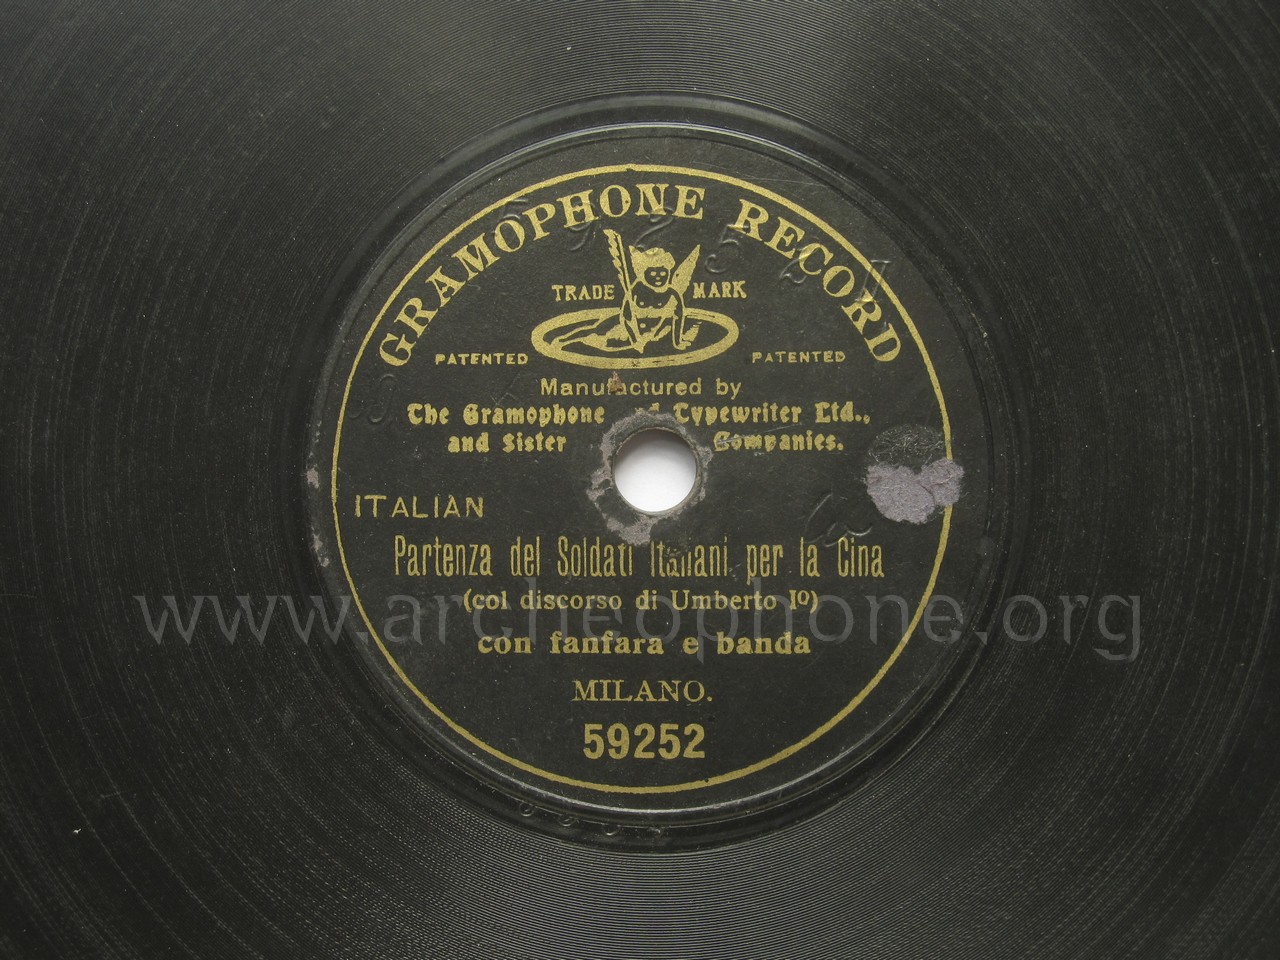 GRAMOPHONE RECORD
TRADE MARK
PATENTED PATENTED
Manufactured by
The Gramophone and Typewriter Ltd.,
and Sister Companies.
ITALIAN
Partenza del Soldati Italiani per la Cina
(col discorso di Umberto Iº)
www.archeophone.org
con fanfara e banda
MILANO.
59252